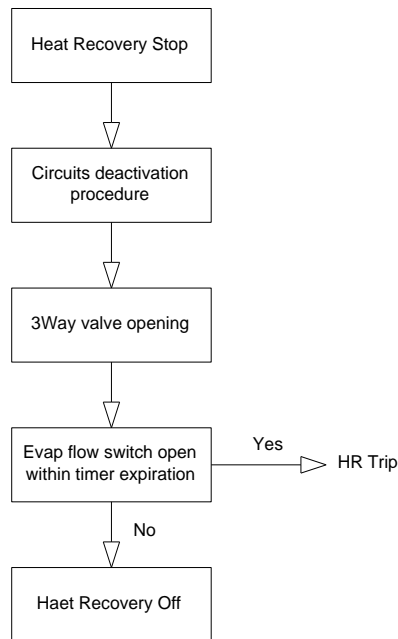 Heat Recovery Stop
Circuits deactivation
procedure
3Way valve opening
Evap flow switch open
within timer expiration
Yes
HR Trip
No
Haet Recovery Off